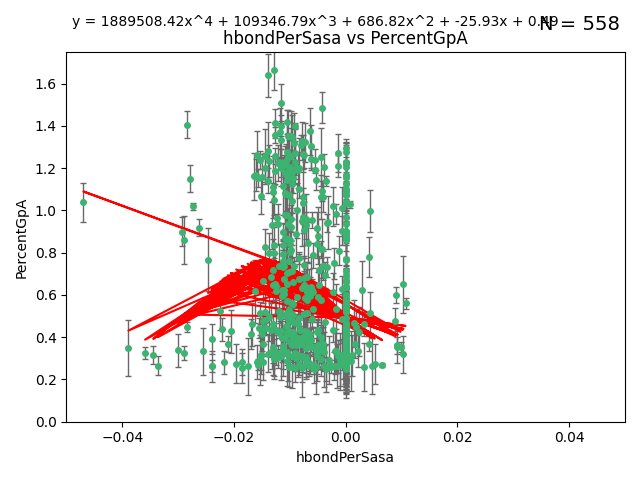 y = 1889508.42x^4 + 109346.79x^3 + 686.82x^2 + -25.93x + 0.49
N = 558
hbondPerSasa vs PercentGpA
PercentGpA
1.6
1.4
1.2
1.0
0.8
0.6
0.4
0.2
0.0
−0.04 −0.02 0.00 0.02 0.04
hbondPerSasa